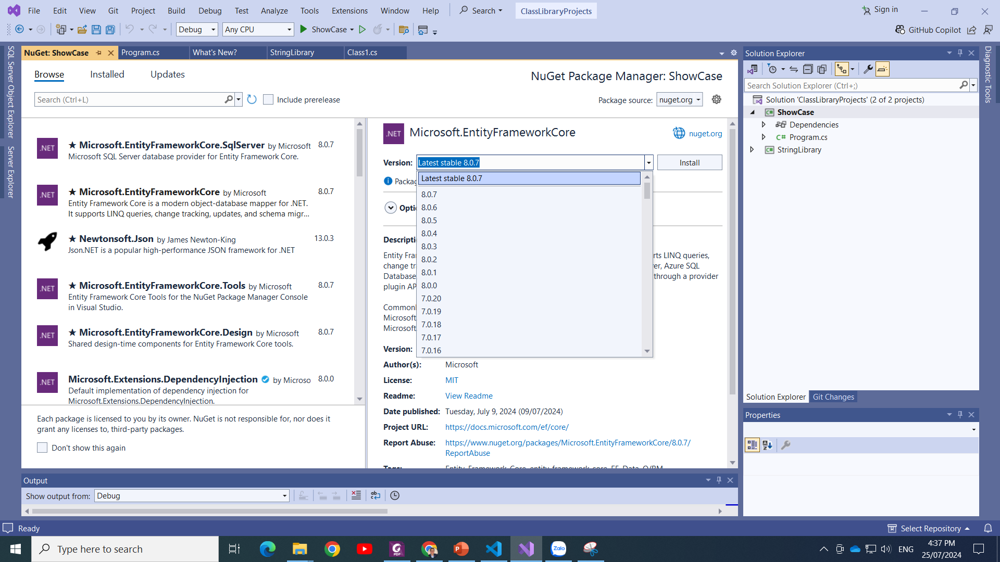 File Edit View Git Project Build Debug Test Analyze Tools Extensions Window Help Search ClassLibraryProjects Sign in
Debug Any CPU ShowCase GitHub Copilot
SQL Server Object Explorer
Server Explorer
NuGet: ShowCase Program.cs What's New? StringLibrary Class1.cs
Browse Installed Updates
NuGet Package Manager: ShowCase
Search (Ctrl+L) Include prerelease
Package source: nuget.org
.NET Microsoft.EntityFrameworkCore.SqlServer by Microsoft 8.0.7
Microsoft SQL Server database provider for Entity Framework Core.
.NET Microsoft.EntityFrameworkCore by Microsoft 8.0.7
Entity Framework Core is a modern object-database mapper for .NET.
It supports LINQ queries, change tracking, updates, and schema migr...
Newtonsoft.Json by James Newton-King 13.0.3
Json.NET is a popular high-performance JSON framework for .NET
.NET Microsoft.EntityFrameworkCore.Tools by Microsoft 8.0.7
Entity Framework Core Tools for the NuGet Package Manager Console
in Visual Studio.
.NET Microsoft.EntityFrameworkCore.Design by Microsoft 8.0.7
Shared design-time components for Entity Framework Core tools.
.NET Microsoft.Extensions.DependencyInjection by Microso 8.0.0
Default implementation of dependency injection for
Microsoft.Extensions.DependencyInjection.
Each package is licensed to you by its owner. NuGet is not responsible for, nor does it
grant any licenses to, third-party packages.
Don't show this again
.NET Microsoft.EntityFrameworkCore nuget.org
Version: Latest stable 8.0.7 Install
Packag
Latest stable 8.0.7
8.0.7
8.0.6
8.0.5
8.0.4
8.0.3
8.0.2
8.0.1
8.0.0
7.0.20
7.0.19
7.0.18
7.0.17
7.0.16
Optio
Descripti
Entity Fra rts LINQ queries,
change tr er, Azure SQL
Database through a provider
plugin AP
Commonl
Microsoft
Microsoft
Version:
Author(s): Microsoft
License: MIT
Readme: View Readme
Date published: Tuesday, July 9, 2024 (09/07/2024)
Project URL: https://docs.microsoft.com/ef/core/
Report Abuse: https://www.nuget.org/packages/Microsoft.EntityFrameworkCore/8.0.7/
ReportAbuse
Tags: Entity, Framework, Core, entity-framework-core, EF, Data, O/RM
Solution Explorer
Search Solution Explorer (Ctrl+;)
Solution 'ClassLibraryProjects' (2 of 2 projects)
ShowCase
Dependencies
C# Program.cs
StringLibrary
Solution Explorer Git Changes
Properties
Diagnostic Tools
Output
Show output from: Debug
Ready
Select Repository
Type here to search
PDF
Zalo
ENG
4:37 PM
25/07/2024